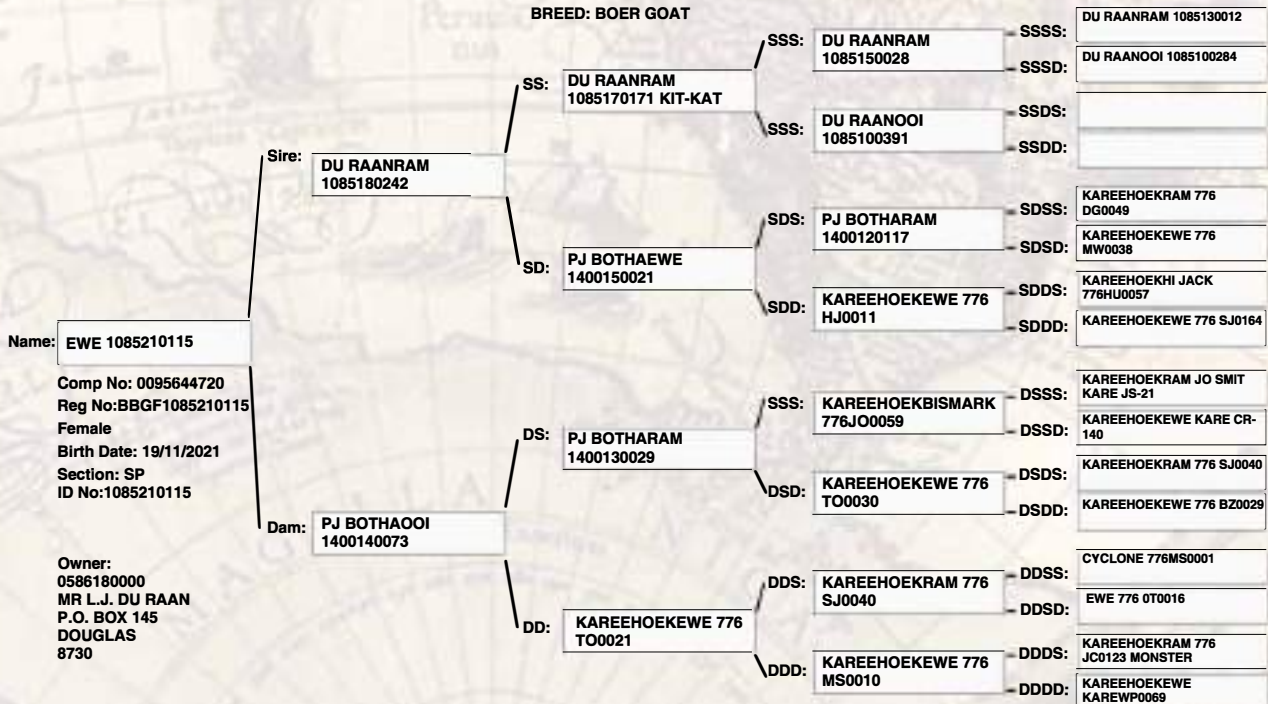 BREED: BOER GOAT
Name:
EWE 1085210115
Comp No: 0095644720
Reg No:BBGF1085210115
Female
Birth Date: 19/11/2021
Section: SP
ID No:1085210115
Owner:
0586180000
MR L.J. DU RAAN
P.O. BOX 145
DOUGLAS
8730
Sire:
DU RAANRAM
1085180242
Dam:
PJ BOTHAOOI
1400140073
SS:
DU RAANRAM
1085170171 KIT-KAT
SD:
PJ BOTHAEWE
1400150021
DS:
PJ BOTHARAM
1400130029
DD:
KAREEHOEKEWE 776
TO0021
SSS:
DU RAANRAM
1085150028
SSS:
DU RAANOOI
1085100391
SDS:
PJ BOTHARAM
1400120117
SDD:
KAREEHOEKEWE 776
HJ0011
SSS:
KAREEHOEKBISMARK
776JO0059
DSD:
KAREEHOEKEWE 776
TO0030
DDS:
KAREEHOEKRAM 776
SJ0040
DDD:
KAREEHOEKEWE 776
MS0010
SSSS:
DU RAANRAM 1085130012
SSSD:
DU RAANOOI 1085100284
SSDS:
SSDD:
SDSS:
KAREEHOEKRAM 776
DG0049
SDSD:
KAREEHOEKEWE 776
MW0038
SDDS:
KAREEHOEKHI JACK
776HU0057
SDDD:
KAREEHOEKEWE 776 SJ0164
DSSS:
KAREEHOEKRAM JO SMIT
KARE JS-21
DSSD:
KAREEHOEKEWE KARE CR-
140
DSDS:
KAREEHOEKRAM 776 SJ0040
DSDD:
KAREEHOEKEWE 776 BZ0029
DDSS:
CYCLONE 776MS0001
DDSD:
EWE 776 0T0016
DDDS:
KAREEHOEKRAM 776
JC0123 MONSTER
DDDD:
KAREEHOEKEWE
KAREWP0069